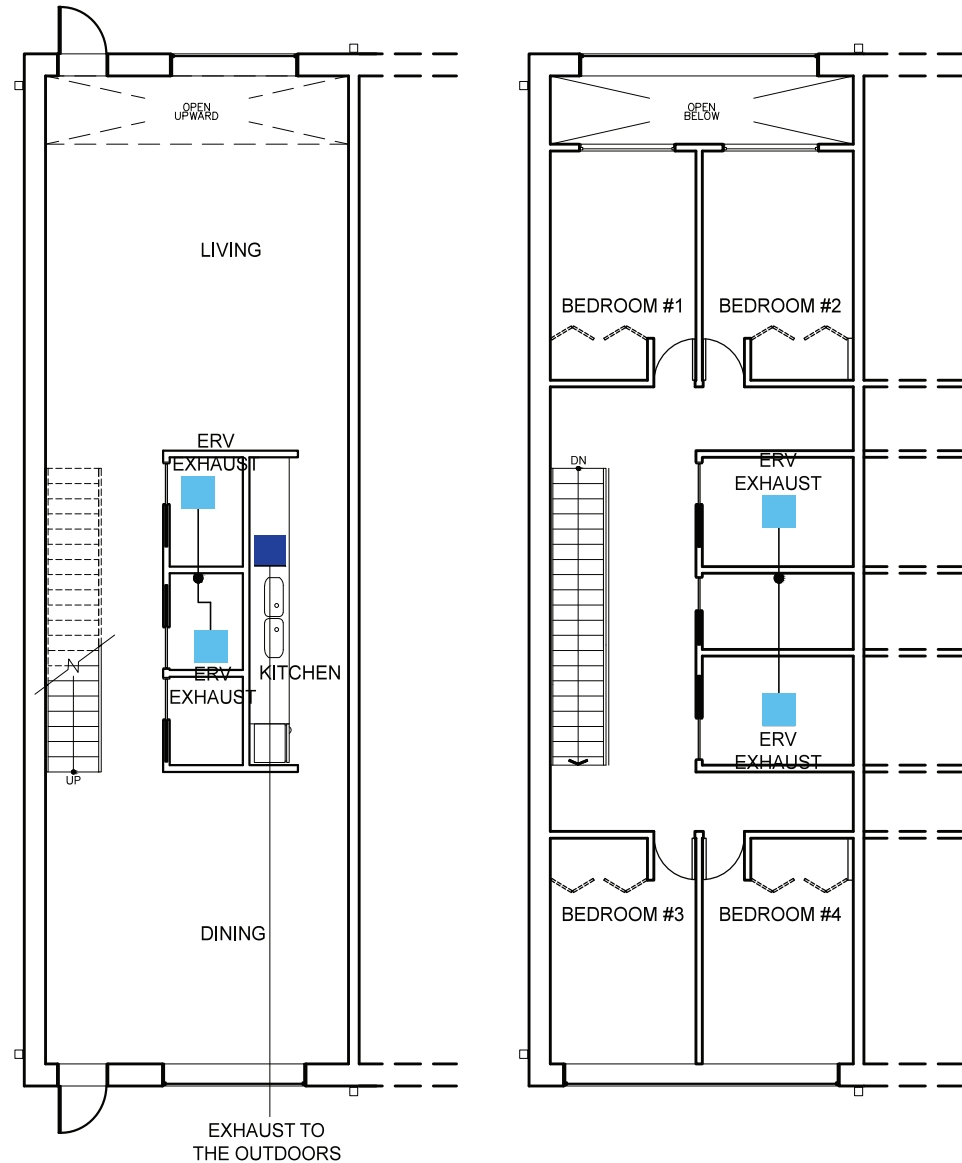 OPEN
UPWARD
LIVING
ERV
EXHAUST
ERV
EXHAUST
KITCHEN
UP
DINING
EXHAUST TO
THE OUTDOORS
OPEN
BELOW
BEDROOM #1
BEDROOM #2
DN
ERV
EXHAUST
ERV
EXHAUST
BEDROOM #3
BEDROOM #4